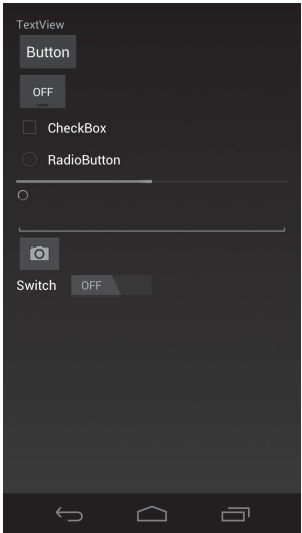 TextView
Button
OFF
CheckBox
RadioButton
Switch OFF